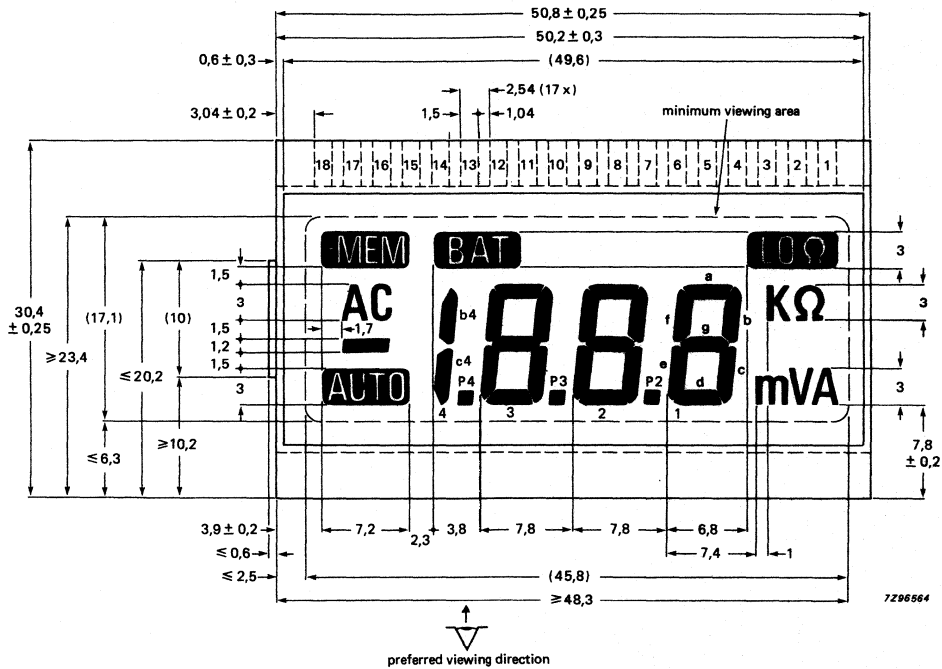 50,8 ± 0,25
50,2 ± 0,3
0,6 ± 0,3
(49,6)
2,54 (17 x)
3,04 ± 0,2
1,5
1,04
minimum viewing area
18 17 16 15 14 13 12 11 10 9 8 7 6 5 4 3 2 1
-MEM BAT LOΩ
3
1,5
a
AC
KΩ
3
3
30,4
± 0,25
(17,1)
(10)
b4
f
b
1,5
1,7
g
≥23,4
1,2
≤20,2
1,5
c4
e
c
188.8
AUTO
P4
P3
P2
d
mVA
3
3
4
3
2
1
≥10,2
7,8
± 0,2
≤6,3
3,9 ± 0,2
7,2
2,3
3,8
7,8
7,8
6,8
≤ 0,6
7,4
1
≤ 2,5
(45,8)
≥48,3
7Z96564
preferred viewing direction